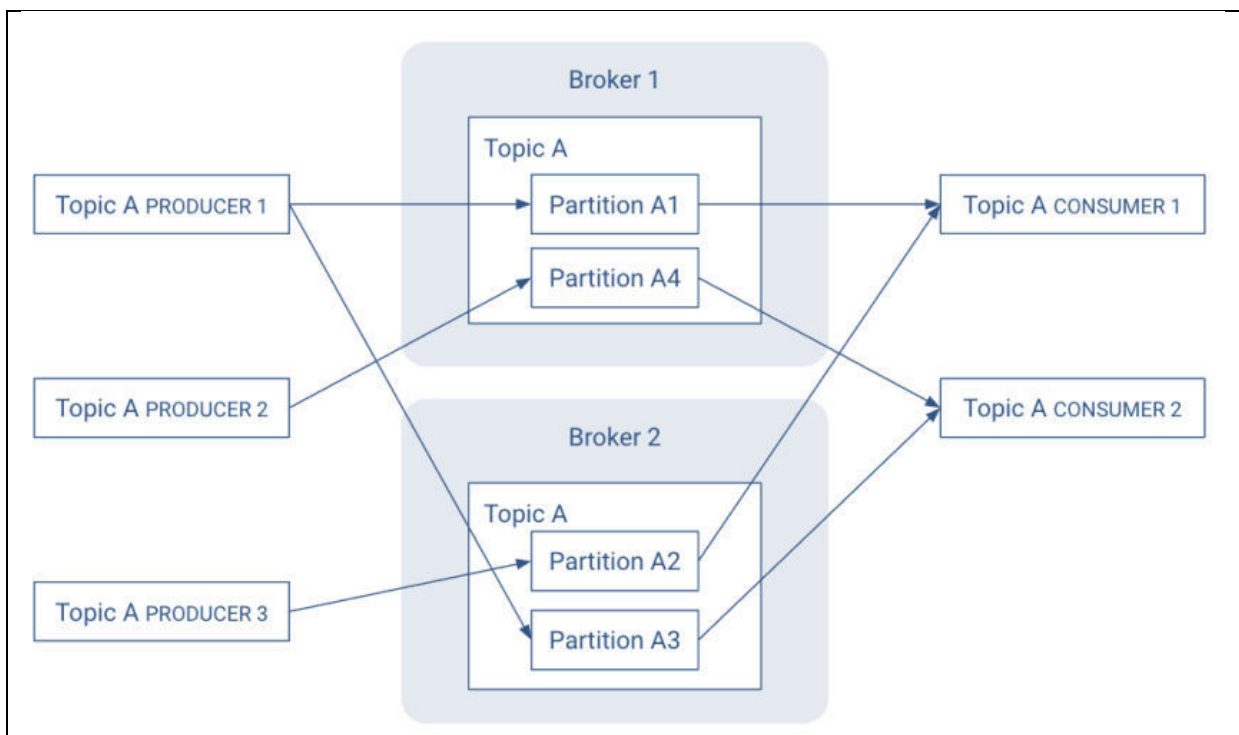 Broker 1
Topic A
Topic A PRODUCER 1
Partition A1
Topic A CONSUMER 1
Partition A4
Topic A PRODUCER 2
Topic A CONSUMER 2
Broker 2
Topic A
Partition A2
Topic A PRODUCER 3
Partition A3